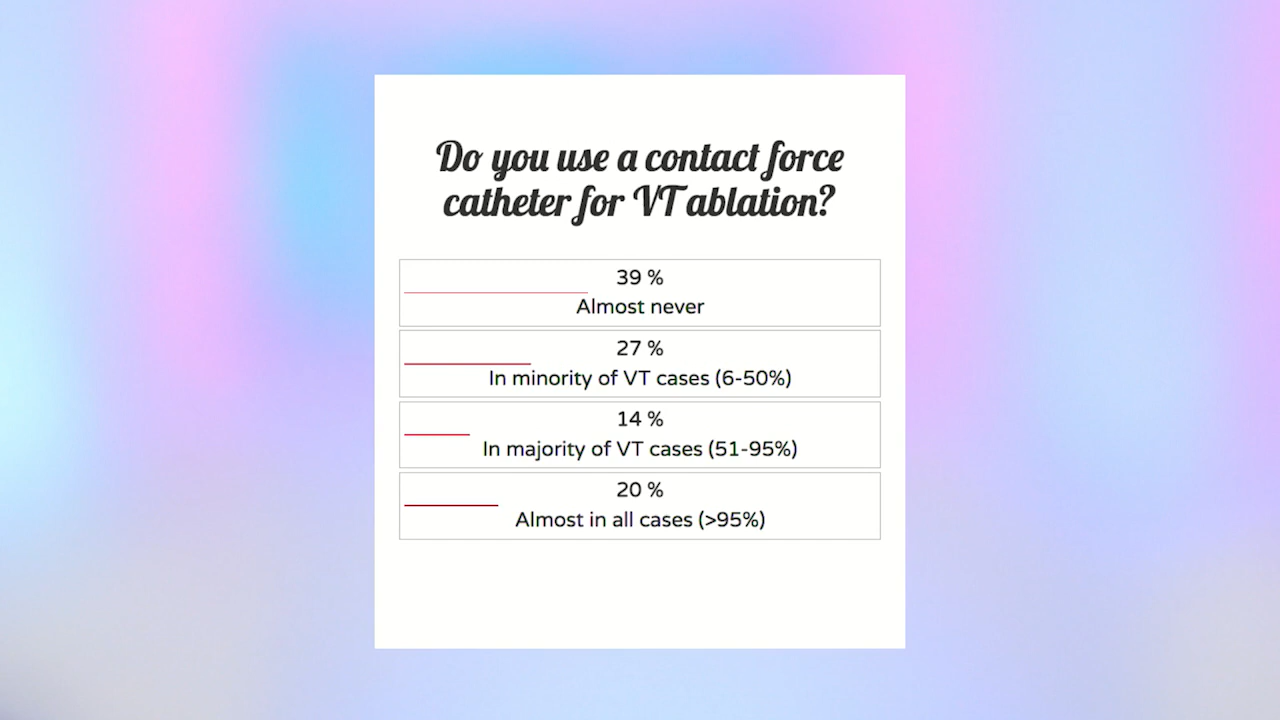 Do you use a contact force
catheter for VT ablation?
39 %
Almost never
27 %
In minority of VT cases (6-50%)
14 %
In majority of VT cases (51-95%)
20 %
Almost in all cases (>95%)